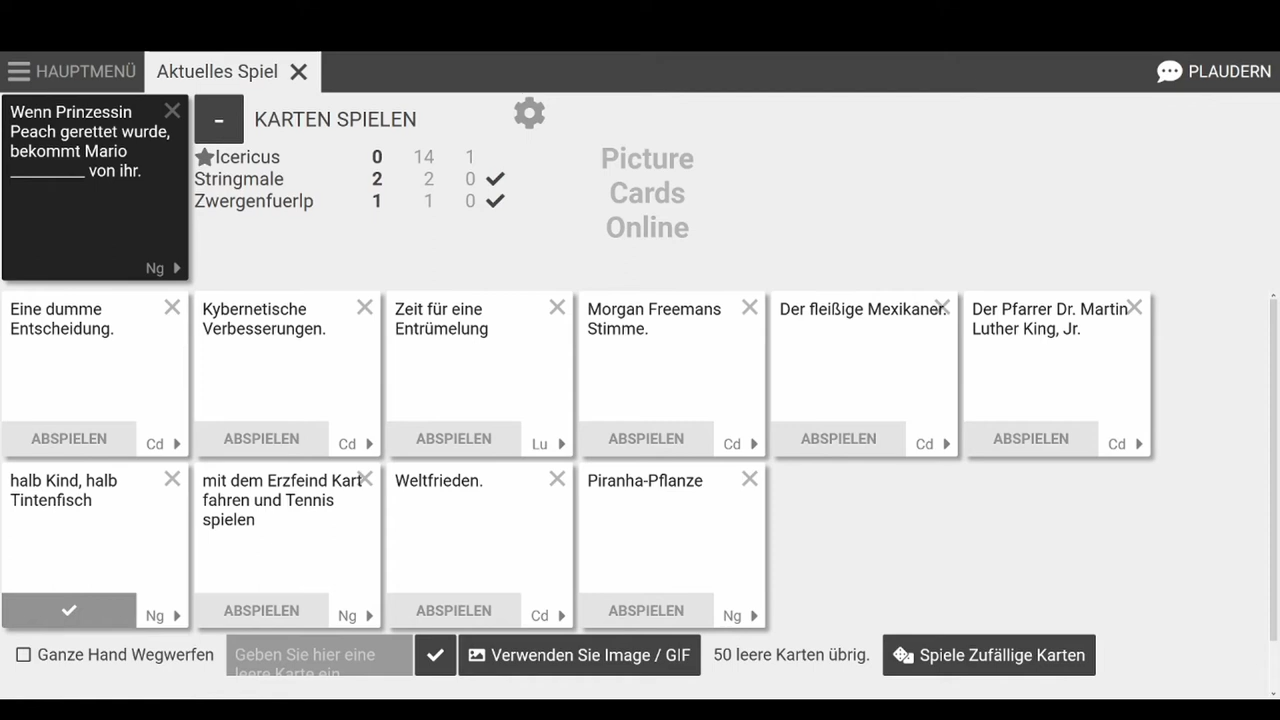 HAUPTMENÜ
Aktuelles Spiel
PLAUDERN
Wenn Prinzessin
Peach gerettet wurde,
bekommt Mario
_________ von ihr.
Ng
-
KARTEN SPIELEN
Icericus 0 14 1
Stringmale 2 2 0
Zwergenfuerlp 1 1 0
Picture
Cards
Online
Eine dumme
Entscheidung.
ABSPIELEN
Cd
Kybernetische
Verbesserungen.
ABSPIELEN
Cd
Zeit für eine
Entrümelung
ABSPIELEN
Lu
Morgan Freemans
Stimme.
ABSPIELEN
Cd
Der fleißige Mexikaner.
ABSPIELEN
Cd
Der Pfarrer Dr. Martin
Luther King, Jr.
ABSPIELEN
Cd
halb Kind, halb
Tintenfisch
Ng
mit dem Erzfeind Kart
fahren und Tennis
spielen
ABSPIELEN
Ng
Weltfrieden.
ABSPIELEN
Cd
Piranha-Pflanze
ABSPIELEN
Ng
Ganze Hand Wegwerfen
Geben Sie hier eine
leere Karte ein
Verwenden Sie Image / GIF
50 leere Karten übrig.
Spiele Zufällige Karten